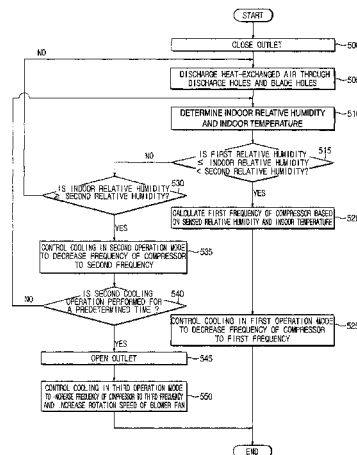 START
CLOSE OUTLET
500
NO
DISCHARGE HEAT-EXCHANGED AIR THROUGH
DISCHARGE HOLES AND BLADE HOLES
DETERMINE INDOOR RELATIVE HUMIDITY
AND INDOOR TEMPERATURE
515
IS FIRST RELATIVE HUMIDITY
≤ INDOOR RELATIVE HUMIDITY
< SECOND RELATIVE HUMIDITY?
NO
530
IS INDOOR RELATIVE HUMIDITY
≥ SECOND RELATIVE HUMIDITY?
YES
CALCULATE FIRST FREQUENCY OF COMPRESSOR BASED
ON SENSED RELATIVE HUMIDITY AND INDOOR TEMPERATURE
YES
CONTROL COOLING IN SECOND OPERATION MODE
TO DECREASE FREQUENCY OF COMPRESSOR
TO SECOND FREQUENCY
535
540
IS SECOND COOLING
OPERATION PERFORMED FOR
A PREDETERMINED TIME ?
NO
CONTROL COOLING IN FIRST OPERATION MODE
TO DECREASE FREQUENCY OF COMPRESSOR
TO FIRST FREQUENCY
YES
OPEN OUTLET
545
CONTROL COOLING IN THIRD OPERATION MODE
TO INCREASE FREQUENCY OF COMPRESSOR TO THIRD FREQUENCY
AND INCREASE ROTATION SPEED OF BLOWER FAN
550
END